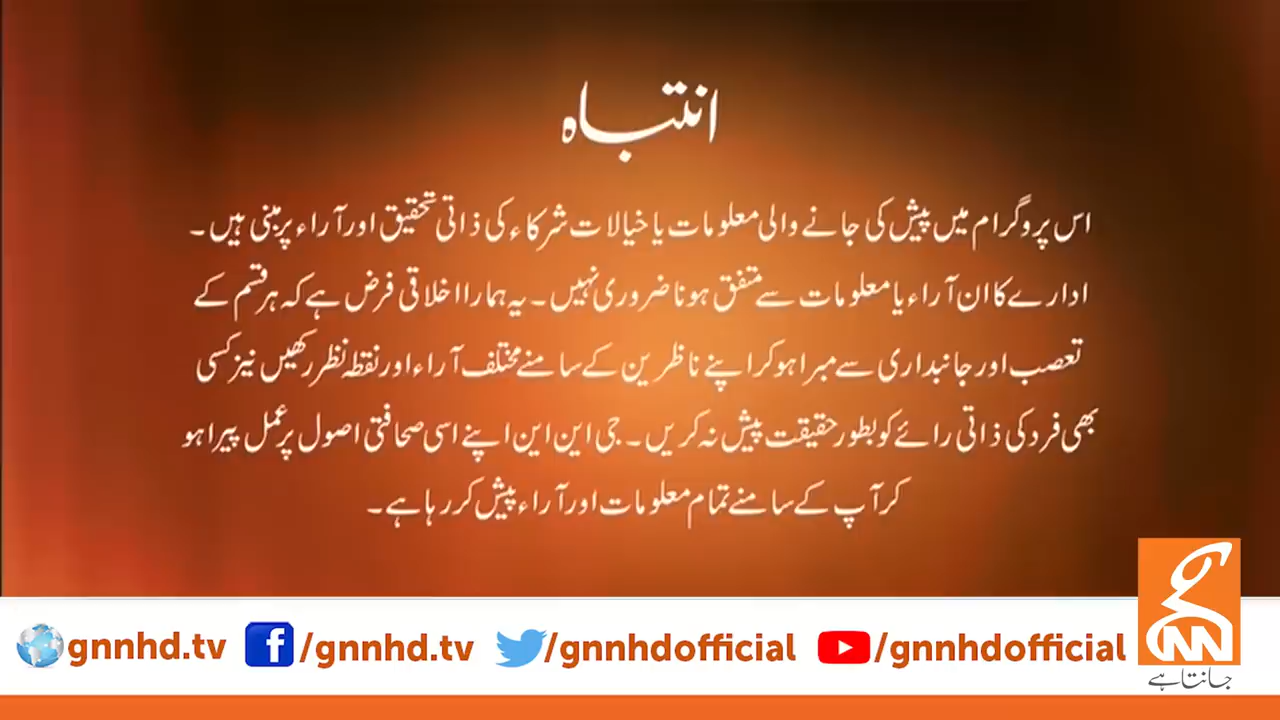 انتباہ
اس پروگرام میں پیش کی جانے والی معلومات یا خیالات شرکاء کی ذاتی تحقیق اور آراء پر مبنی ہیں۔
ادارے کا ان آراء یا معلومات سے متفق ہونا ضروری نہیں۔ یہ ہمارا اخلاقی فرض ہے کہ ہر قسم کے
تعصب اور جانبداری سے مبرا ہو کر اپنے ناظرین کے سامنے مختلف آراء اور نقطہ نظر رکھیں نیز کسی
بھی فرد کی ذاتی رائے کو بطور حقیقت پیش نہ کریں۔ جی این این اپنے اسی صحافتی اصول پر عمل پیرا ہو
کر آپ کے سامنے تمام معلومات اور آراء پیش کر رہا ہے۔
gnnhd.tv /gnnhd.tv /gnnhdofficial /gnnhdofficial
GNN
جانتا ہے